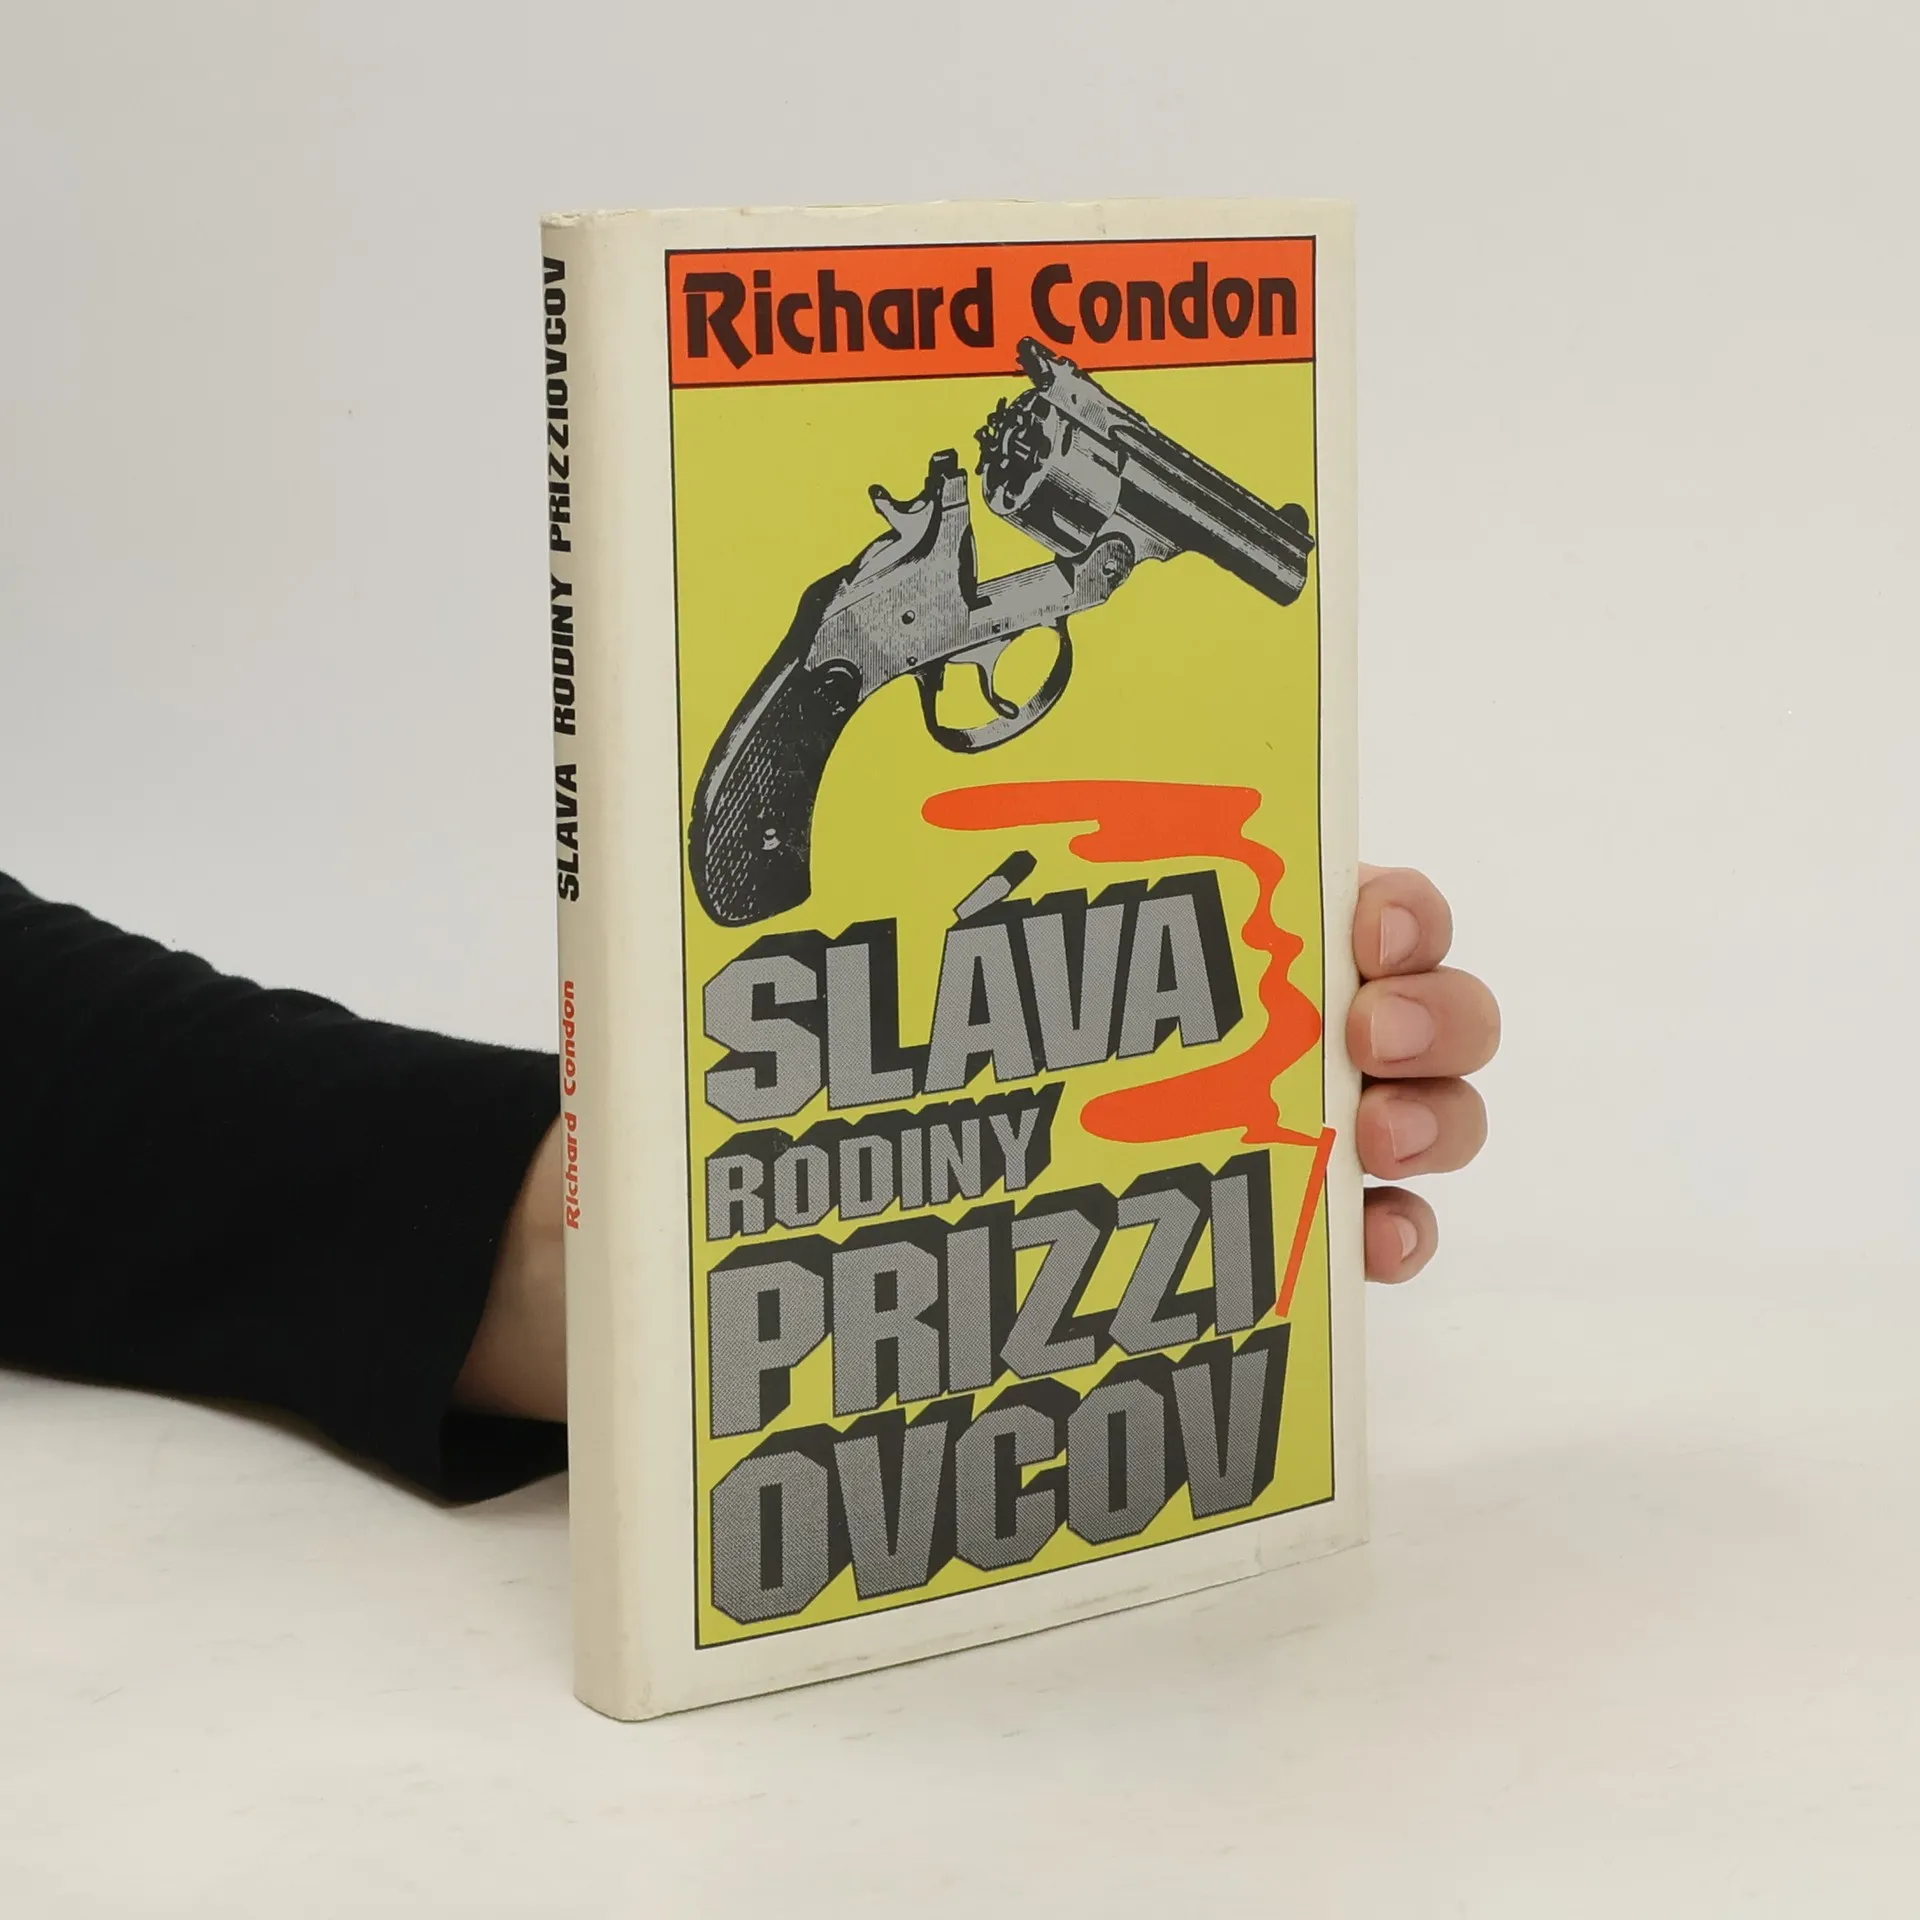 Richard Condon
SLÁVA
RODINY
PRIZZI
OVCOV
Richard Condon SLÁVA RODINY PRIZZIOVCOV